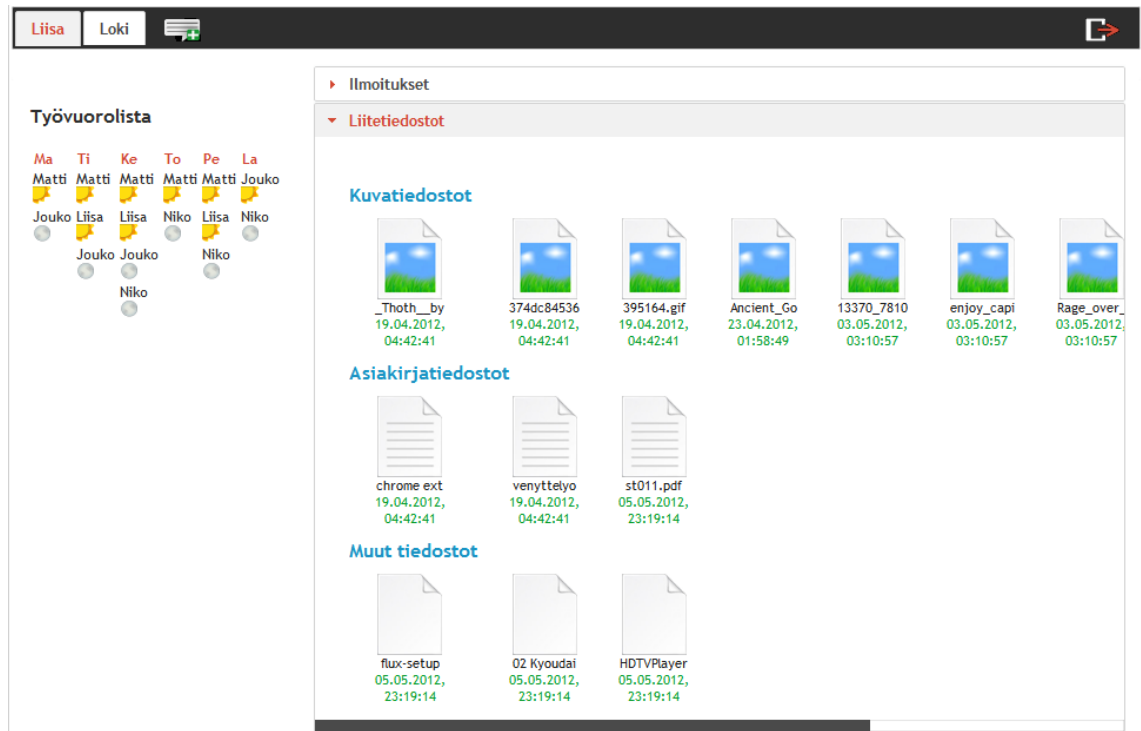 Liisa Loki
Ilmoitukset
Työvuorolista
Liitetiedostot
Ma Ti Ke To Pe La
Matti Matti Matti Matti Matti Jouko
Jouko Liisa Liisa Niko Liisa Niko
Jouko Jouko Niko
Niko
Kuvatiedostot
_Thoth__by 374dc84536 395164.gif Ancient_Go 13370_7810 enjoy_capi Rage_over_
19.04.2012, 19.04.2012, 19.04.2012, 23.04.2012, 03.05.2012, 03.05.2012, 03.05.2012,
04:42:41 04:42:41 04:42:41 01:58:49 03:10:57 03:10:57 03:10:57
Asiakirjatiedostot
chrome ext venyttelyo st011.pdf
19.04.2012, 19.04.2012, 05.05.2012,
04:42:41 04:42:41 23:19:14
Muut tiedostot
flux-setup 02 Kyoudai HDTVPlayer
05.05.2012, 05.05.2012, 05.05.2012,
23:19:14 23:19:14 23:19:14